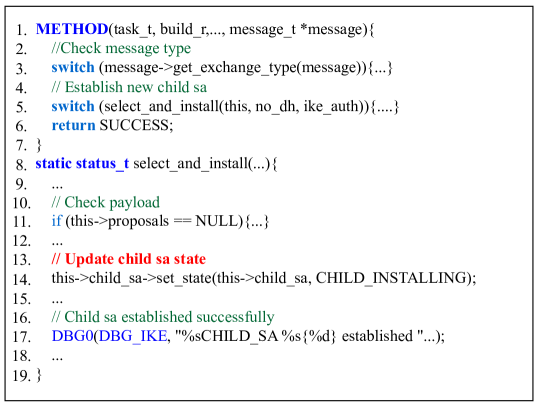 1. METHOD(task_t, build_r,..., message_t *message){
2. //Check message type
3. switch (message->get_exchange_type(message)){...}
4. // Establish new child sa
5. switch (select_and_install(this, no_dh, ike_auth)){....}
6. return SUCCESS;
7. }
8. static status_t select_and_install(...){
9. ...
10. // Check payload
11. if (this->proposals == NULL){...}
12. ...
13. // Update child sa state
14. this->child_sa->set_state(this->child_sa, CHILD_INSTALLING);
15. ...
16. // Child sa established successfully
17. DBG0(DBG_IKE, "%sCHILD_SA %s{%d} established "...);
18. ...
19. }